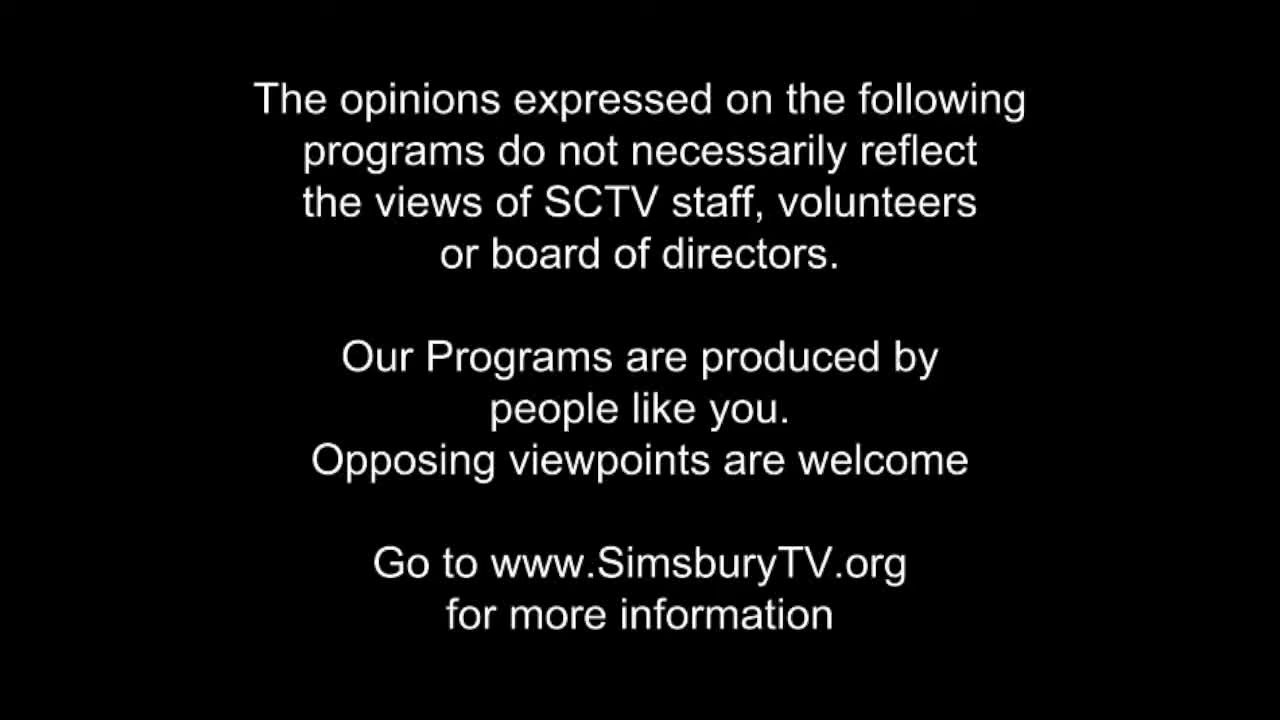 The opinions expressed on the following
programs do not necessarily reflect
the views of SCTV staff, volunteers
or board of directors.
Our Programs are produced by
people like you.
Opposing viewpoints are welcome
Go to www.SimsburyTV.org
for more information